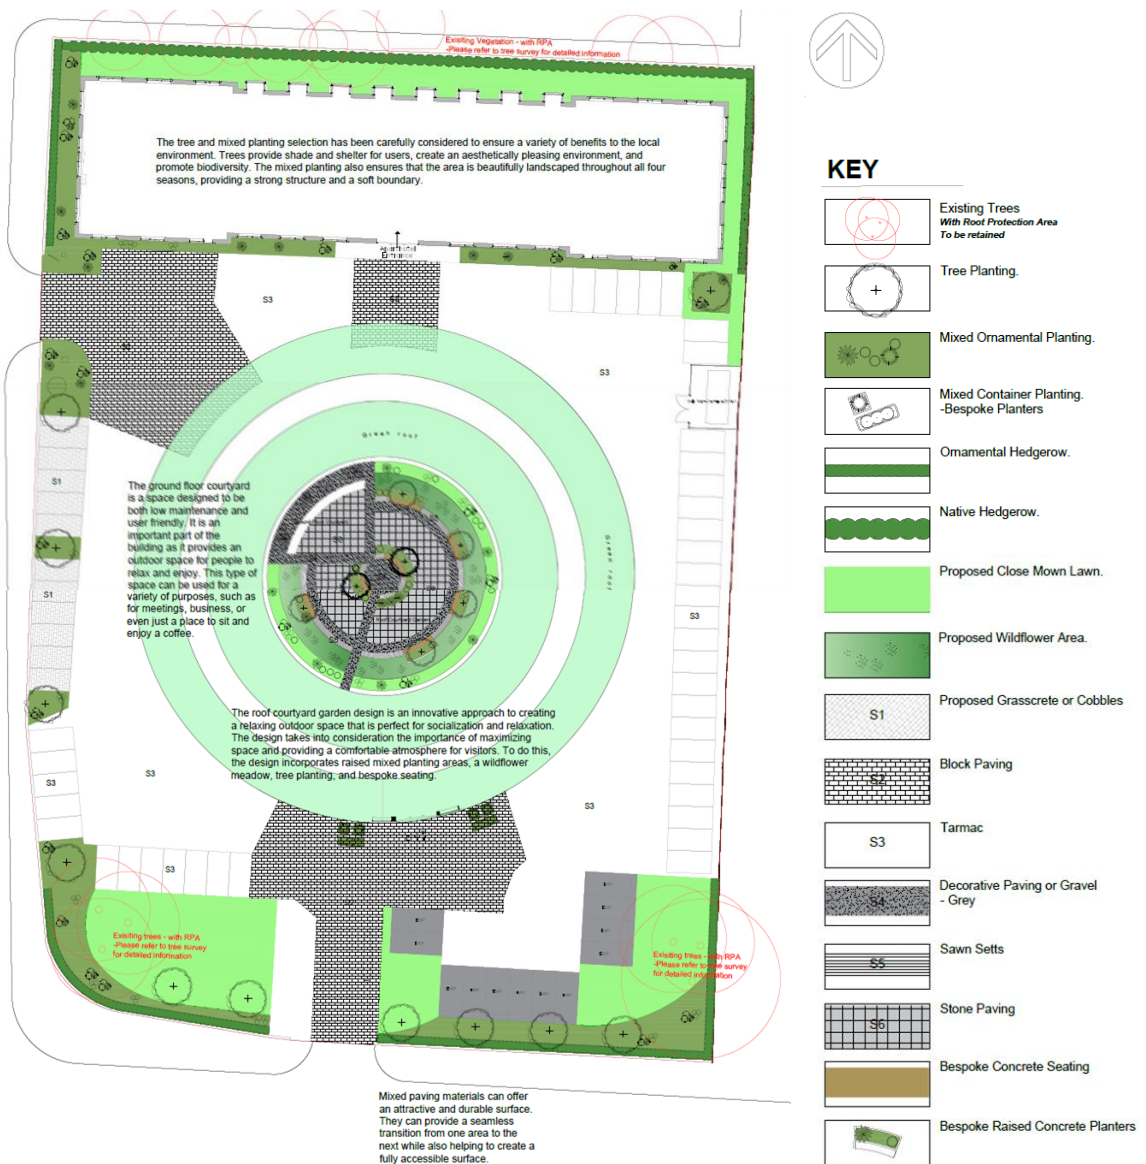 Existing Vegetation - with RPA
-Please refer to tree survey for detailed information
The tree and mixed planting selection has been carefully considered to ensure a variety of benefits to the local
environment. Trees provide shade and shelter for users, create an aesthetically pleasing environment, and
promote biodiversity. The mixed planting also ensures that the area is beautifully landscaped throughout all four
seasons, providing a strong structure and a soft boundary.
Entrance
S3
S2
S3
Green roof
S1
The ground floor courtyard
is a space designed to be
both low maintenance and
user friendly. It is an
important part of the
building as it provides an
outdoor space for people to
relax and enjoy. This type of
space can be used for a
variety of purposes, such as
for meetings, business, or
even just a place to sit and
enjoy a coffee.
Green roof
S1
S3
The roof courtyard garden design is an innovative approach to creating
a relaxing outdoor space that is perfect for socialization and relaxation.
The design takes into consideration the importance of maximizing
space and providing a comfortable atmosphere for visitors. To do this,
the design incorporates raised mixed planting areas, a wildflower
meadow, tree planting, and bespoke seating.
S3
S3
S3
S3
Existing trees - with RPA
-Please refer to tree survey
for detailed information
Existing trees - with RPA
-Please refer to tree survey
for detailed information
Mixed paving materials can offer
an attractive and durable surface.
They can provide a seamless
transition from one area to the
next while also helping to create a
fully accessible surface.
KEY
Existing Trees
With Root Protection Area
To be retained
Tree Planting.
Mixed Ornamental Planting.
Mixed Container Planting.
-Bespoke Planters
Ornamental Hedgerow.
Native Hedgerow.
Proposed Close Mown Lawn.
Proposed Wildflower Area.
S1
Proposed Grasscrete or Cobbles
S2
Block Paving
S3
Tarmac
S4
Decorative Paving or Gravel
- Grey
S5
Sawn Setts
S6
Stone Paving
Bespoke Concrete Seating
Bespoke Raised Concrete Planters